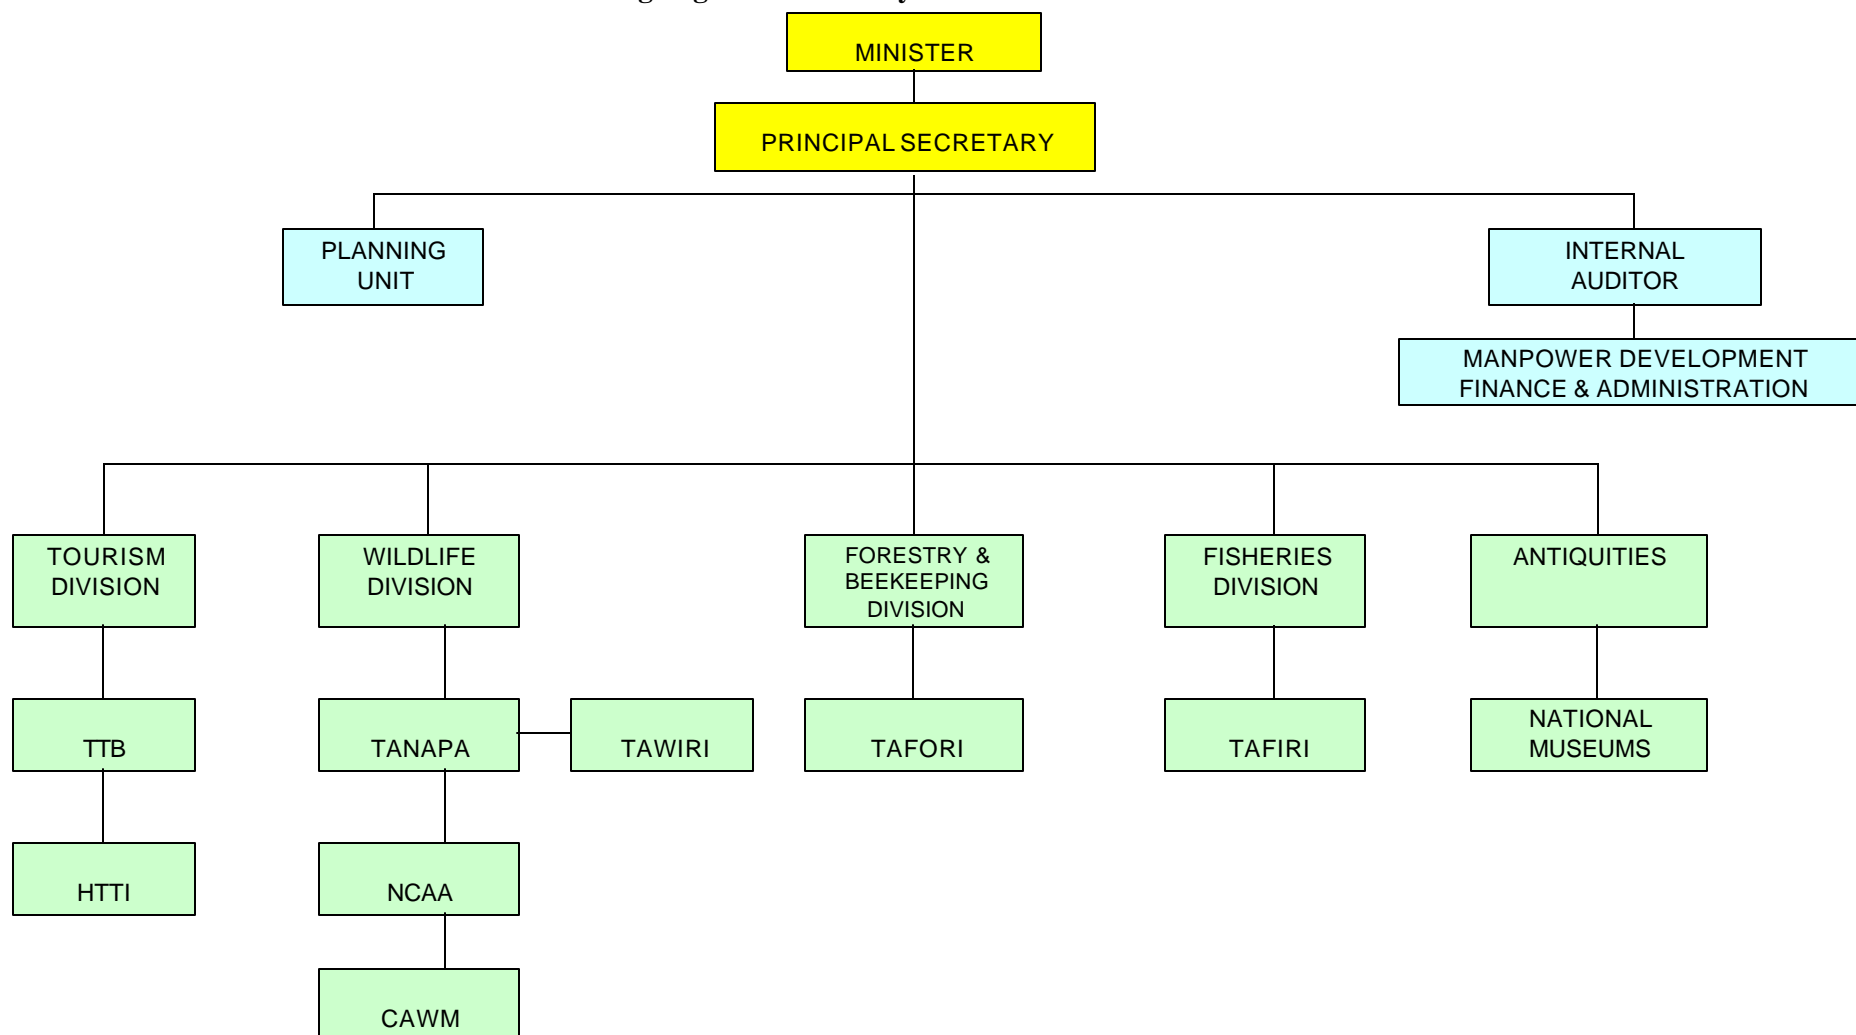 MINISTER
PRINCIPAL SECRETARY
PLANNING
UNIT
INTERNAL
AUDITOR
MANPOWER DEVELOPMENT
FINANCE & ADMINISTRATION
TOURISM
DIVISION
WILDLIFE
DIVISION
FORESTRY &
BEEKEEPING
DIVISION
FISHERIES
DIVISION
ANTIQUITIES
TTB
TANAPA
TAWIRI
TAFORI
TAFIRI
NATIONAL
MUSEUMS
HTTI
NCAA
CAWM